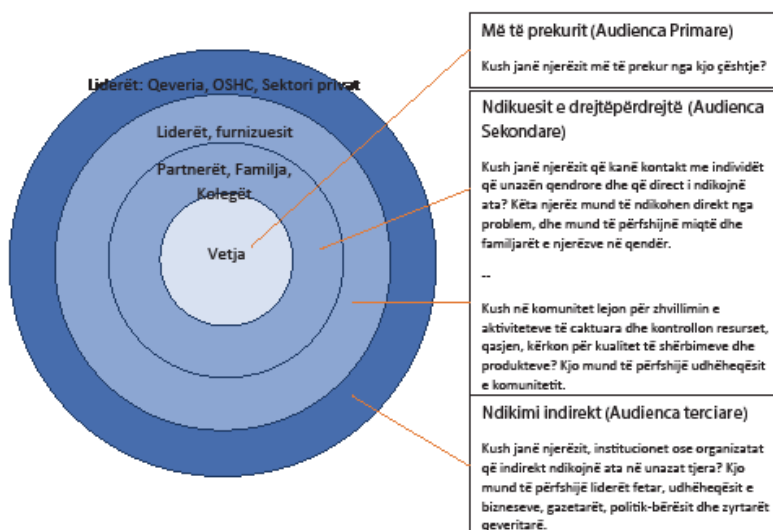 Liderët: Qeveria, OSHC, Sektori privat
Liderët, furnizuesit
Partnerët, Familja,
Kolegët
Vetja
Më të prekurit (Audienca Primare)
Kush janë njerëzit më të prekur nga kjo çështje?
Ndikuesit e drejtëpërdrejtë (Audienca
Sekondare)
Kush janë njerëzit që kanë kontakt me individët
që unazën qendrore dhe që direct i ndikojnë
ata? Këta njerëz mund të ndikohen direkt nga
problem, dhe mund të përfshijnë miqtë dhe
familjarët e njerëzve në qendër.
--
Kush në komunitet lejon për zhvillimin e
aktiviteteve të caktuara dhe kontrollon resurset,
qasjen, kërkon për kualitet të shërbimeve dhe
produkteve? Kjo mund të përfshijë udhëheqësit
e komunitetit.
Ndikimi indirekt (Audienca terciare)
Kush janë njerëzit, institucionet ose organizatat
që indirekt ndikojnë ata në unazat tjera? Kjo
mund të përfshijë liderët fetar, udhëheqësit e
bizneseve, gazetarët, politik-bërësit dhe zyrtarët
qeveritarë.